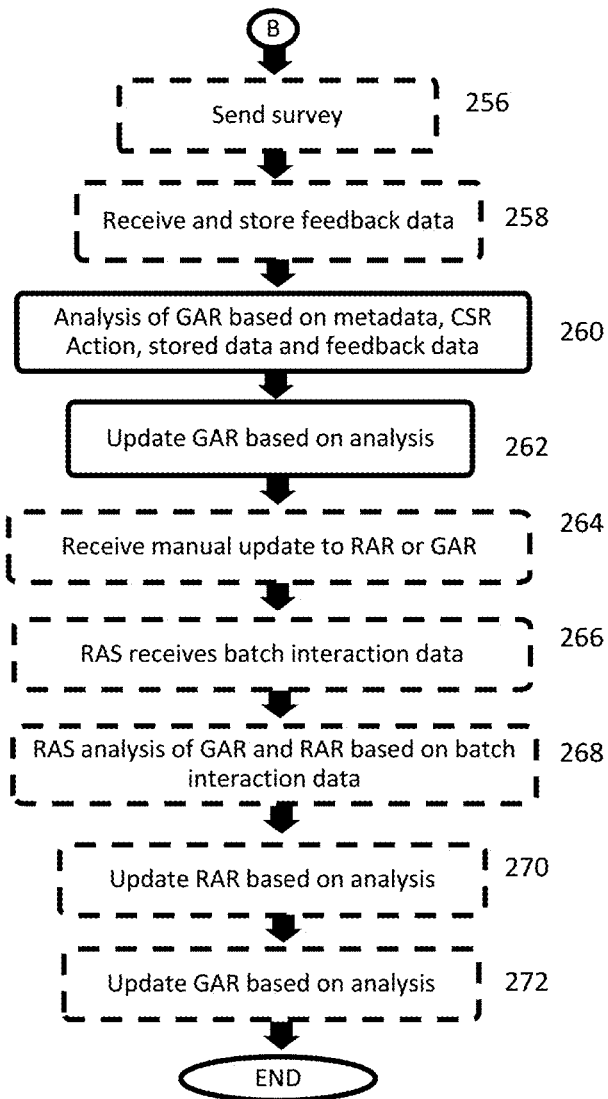 B
Send survey
256
Receive and store feedback data
258
Analysis of GAR based on metadata, CSR
Action, stored data and feedback data
260
Update GAR based on analysis
262
Receive manual update to RAR or GAR
264
RAS receives batch interaction data
266
RAS analysis of GAR and RAR based on batch
interaction data
268
Update RAR based on analysis
270
Update GAR based on analysis
272
END